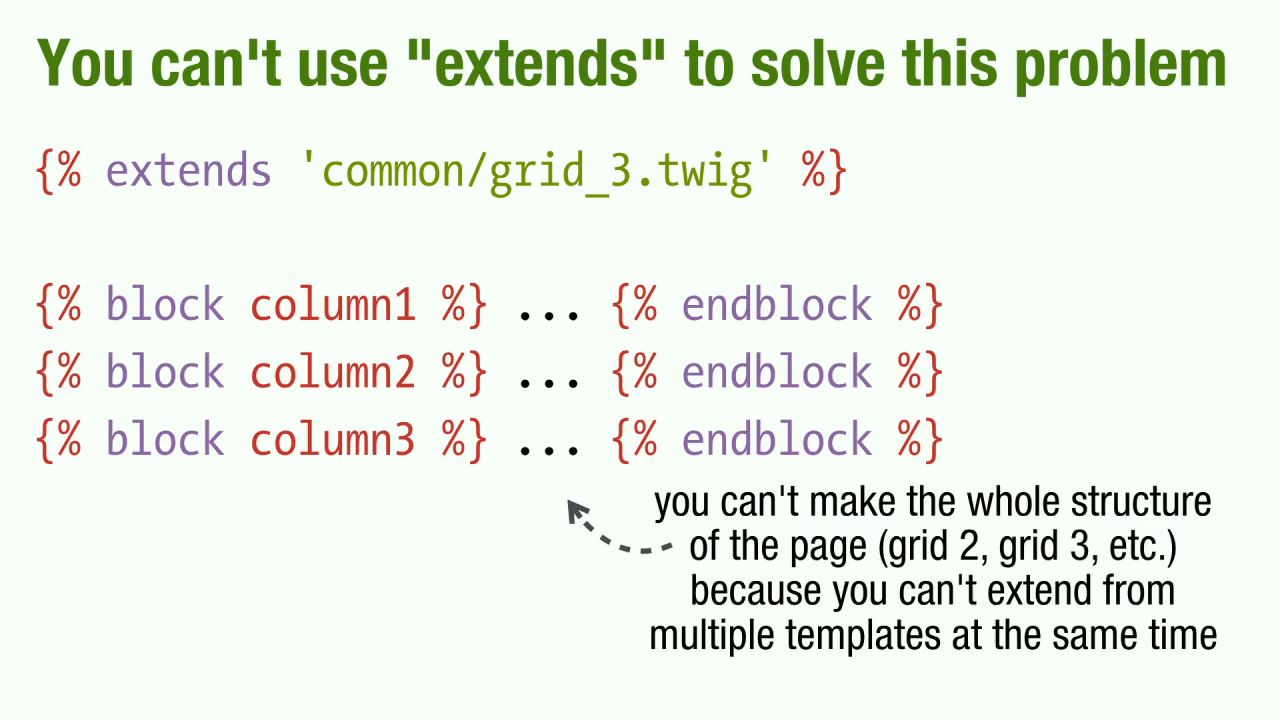 You can't use "extends" to solve this problem
{% extends 'common/grid_3.twig' %}
{% block column1 %} ... {% endblock %}
{% block column2 %} ... {% endblock %}
{% block column3 %} ... {% endblock %}
you can't make the whole structure
of the page (grid 2, grid 3, etc.)
because you can't extend from
multiple templates at the same time